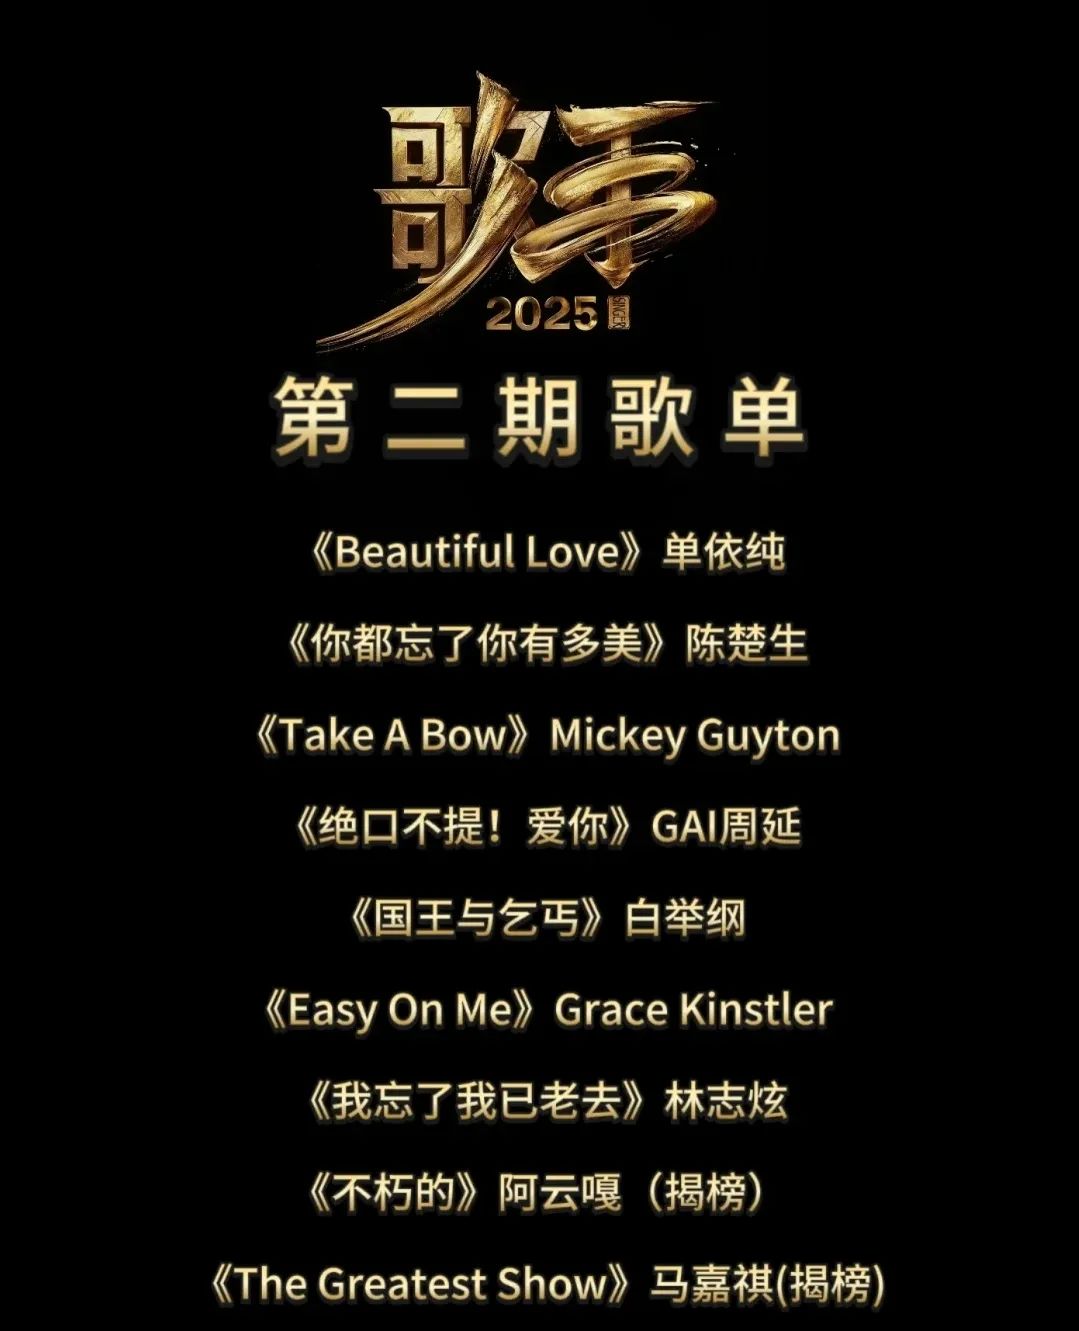 歌手
2025 SINGER
第二期歌单
《Beautiful Love》单依纯
《你都忘了你有多美》陈楚生
《Take A Bow》Mickey Guyton
《绝口不提！爱你》GAI周延
《国王与乞丐》白举纲
《Easy On Me》Grace Kinstler
《我忘了我已老去》林志炫
《不朽的》阿云嘎（揭榜）
《The Greatest Show》马嘉祺(揭榜)